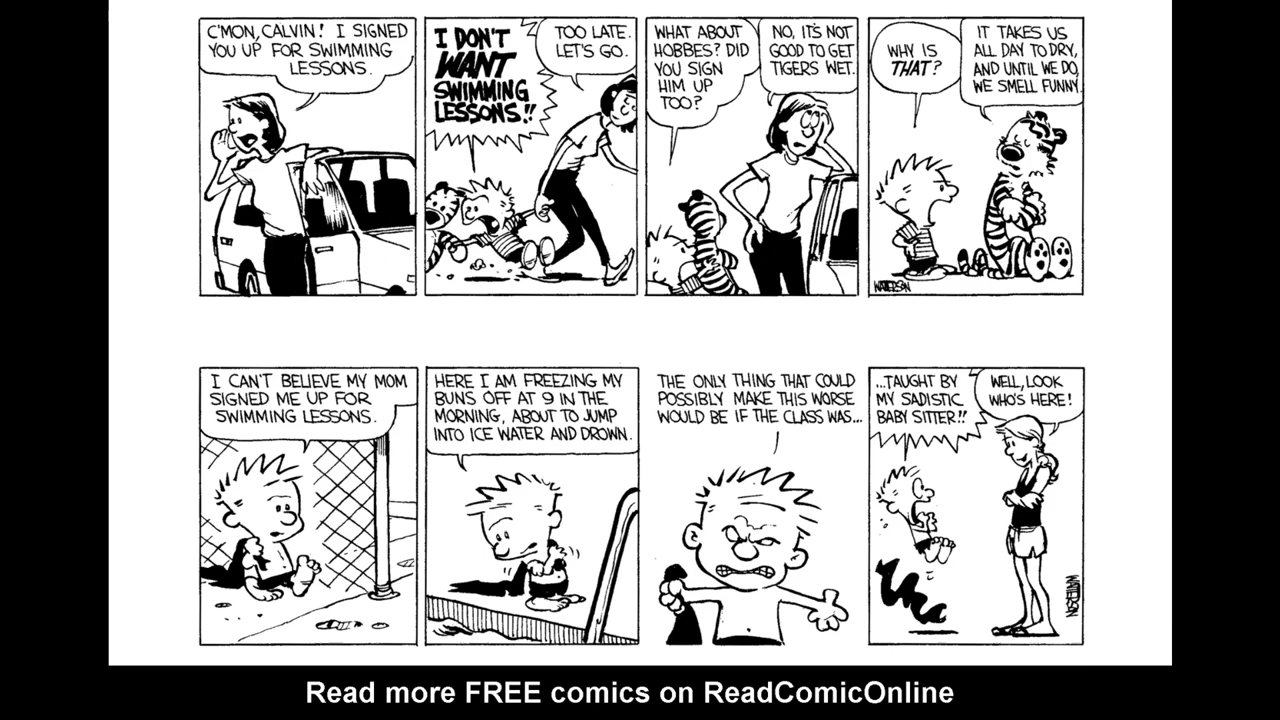 C'MON, CALVIN! I SIGNED
YOU UP FOR SWIMMING
LESSONS.
I DON'T
WANT
SWIMMING
LESSONS!!
TOO LATE.
LET'S GO.
WHAT ABOUT
HOBBES? DID
YOU SIGN
HIM UP
TOO?
NO, IT'S NOT
GOOD TO GET
TIGERS WET.
WHY IS
THAT?
IT TAKES US
ALL DAY TO DRY,
AND UNTIL WE DO,
WE SMELL FUNNY.
WATTERSON
I CAN'T BELIEVE MY MOM
SIGNED ME UP FOR
SWIMMING LESSONS.
HERE I AM FREEZING MY
BUNS OFF AT 9 IN THE
MORNING, ABOUT TO JUMP
INTO ICE WATER AND DROWN.
THE ONLY THING THAT COULD
POSSIBLY MAKE THIS WORSE
WOULD BE IF THE CLASS WAS...
...TAUGHT BY
MY SADISTIC
BABY SITTER!!
WELL, LOOK
WHO'S HERE!
WATTERSON
Read more FREE comics on ReadComicOnline